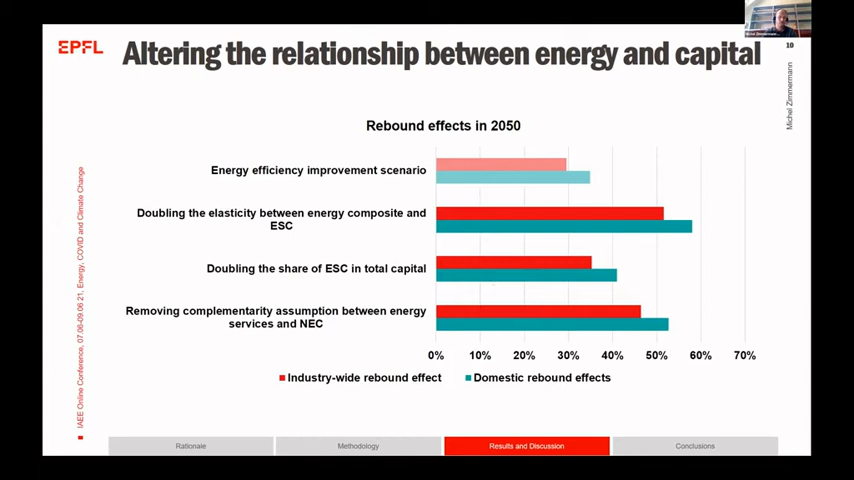 EPFL
Altering the relationship between energy and capital
10
Michel Zimmermann
IAEE Online Conference, 07.06-09.06 21, Energy, COVID and Climate Change
Rebound effects in 2050
Energy efficiency improvement scenario
Doubling the elasticity between energy composite and
ESC
Doubling the share of ESC in total capital
Removing complementarity assumption between energy
services and NEC
0% 10% 20% 30% 40% 50% 60% 70%
Industry-wide rebound effect Domestic rebound effects
Rationale Methodology Results and Discussion Conclusions